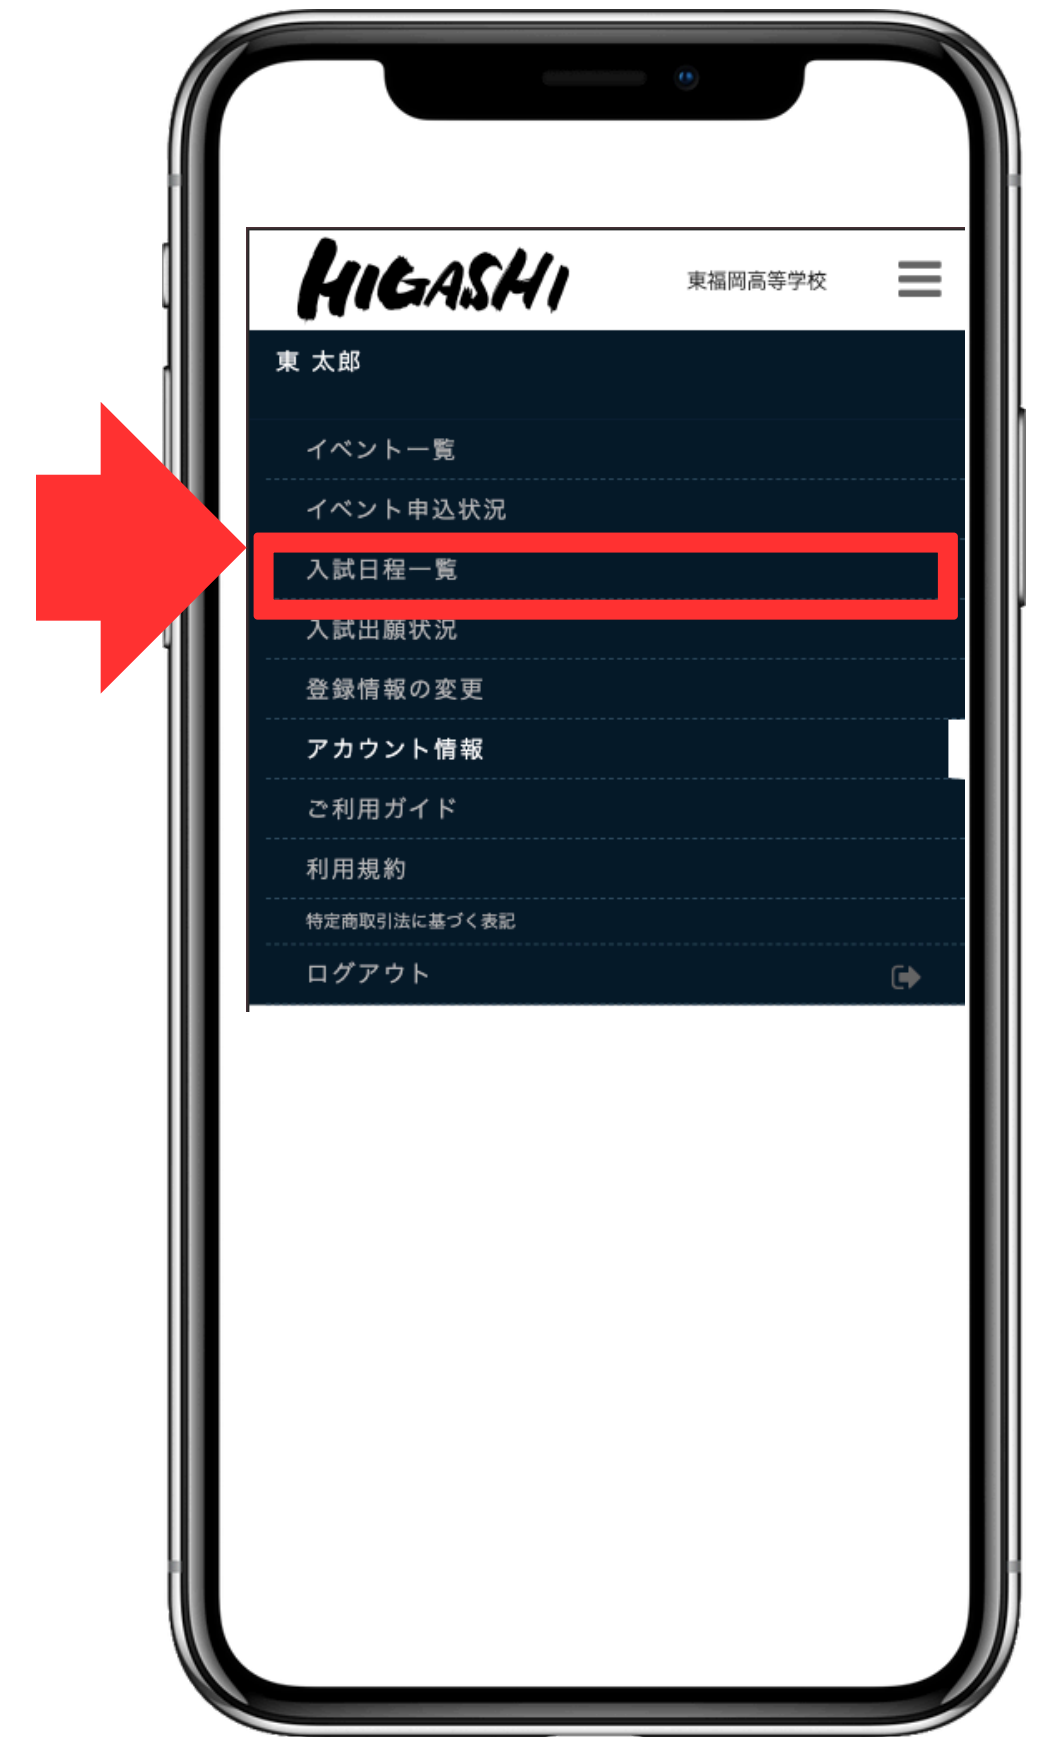 HIGASHI
東福岡高等学校
東 太郎
イベント一覧
イベント申込状況
入試日程一覧
入試出願状況
登録情報の変更
アカウント情報
ご利用ガイド
利用規約
特定商取引法に基づく表記
ログアウト